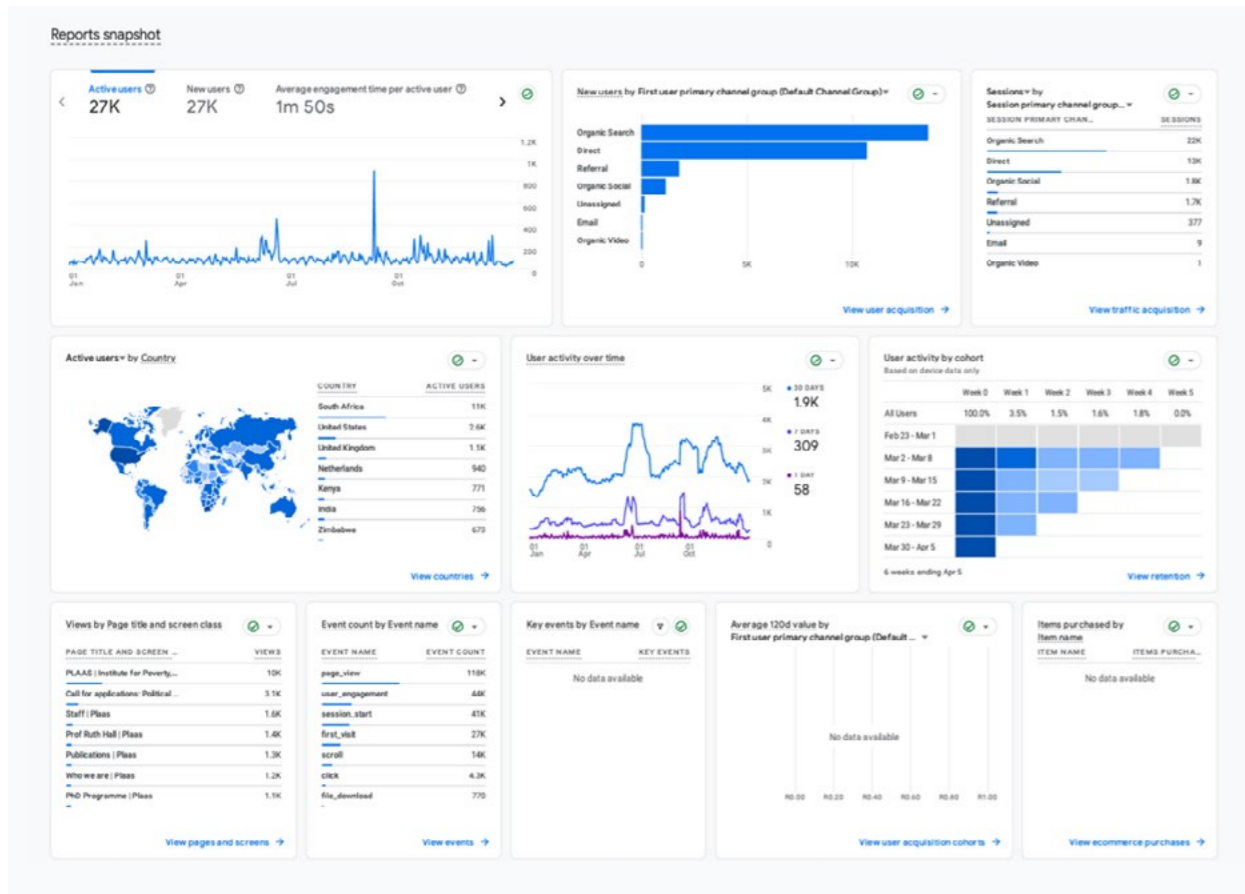 Reports snapshot
Active users
27K
New users
27K
Average engagement time per active user
1m 50s
1.2K
1K
800
600
400
200
0
01 Jan
01 Apr
01 Jul
01 Oct
New users by First user primary channel group (Default Channel Group)
Organic Search
Direct
Referral
Organic Social
Unassigned
Email
Organic Video
0 5K 10K
View user acquisition
Sessions by
Session primary channel group...
SESSION PRIMARY CHAN... SESSIONS
Organic Search 22K
Direct 13K
Organic Social 1.8K
Referral 1.7K
Unassigned 377
Email 9
Organic Video 1
View traffic acquisition
Active users by Country
COUNTRY ACTIVE USERS
South Africa 11K
United States 2.6K
United Kingdom 1.1K
Netherlands 940
Kenya 771
India 756
Zimbabwe 673
View countries
User activity over time
5K
4K
3K
2K
1K
0
01 Jan
01 Apr
01 Jul
01 Oct
30 DAYS
1.9K
7 DAYS
309
1 DAY
58
User activity by cohort
Based on device data only
Week 0 Week 1 Week 2 Week 3 Week 4 Week 5
All Users 100.0% 3.5% 1.5% 1.6% 1.8% 0.0%
Feb 23 - Mar 1
Mar 2 - Mar 8
Mar 9 - Mar 15
Mar 16 - Mar 22
Mar 23 - Mar 29
Mar 30 - Apr 5
6 weeks ending Apr 5
View retention
Views by Page title and screen class
PAGE TITLE AND SCREEN ... VIEWS
PLAAS | Institute for Poverty,... 10K
Call for applications: Political ... 3.1K
Staff | Plaas 1.6K
Prof Ruth Hall | Plaas 1.4K
Publications | Plaas 1.3K
Who we are | Plaas 1.2K
PhD Programme | Plaas 1.1K
View pages and screens
Event count by Event name
EVENT NAME EVENT COUNT
page_view 118K
user_engagement 44K
session_start 41K
first_visit 27K
scroll 14K
click 4.3K
file_download 770
View events
Key events by Event name
EVENT NAME KEY EVENTS
No data available
Average 120d value by
First user primary channel group (Default ...
No data available
R0.00 R0.20 R0.40 R0.60 R0.80 R1.00
View user acquisition cohorts
Items purchased by
Item name
ITEM NAME ITEMS PURCHA...
No data available
View ecommerce purchases